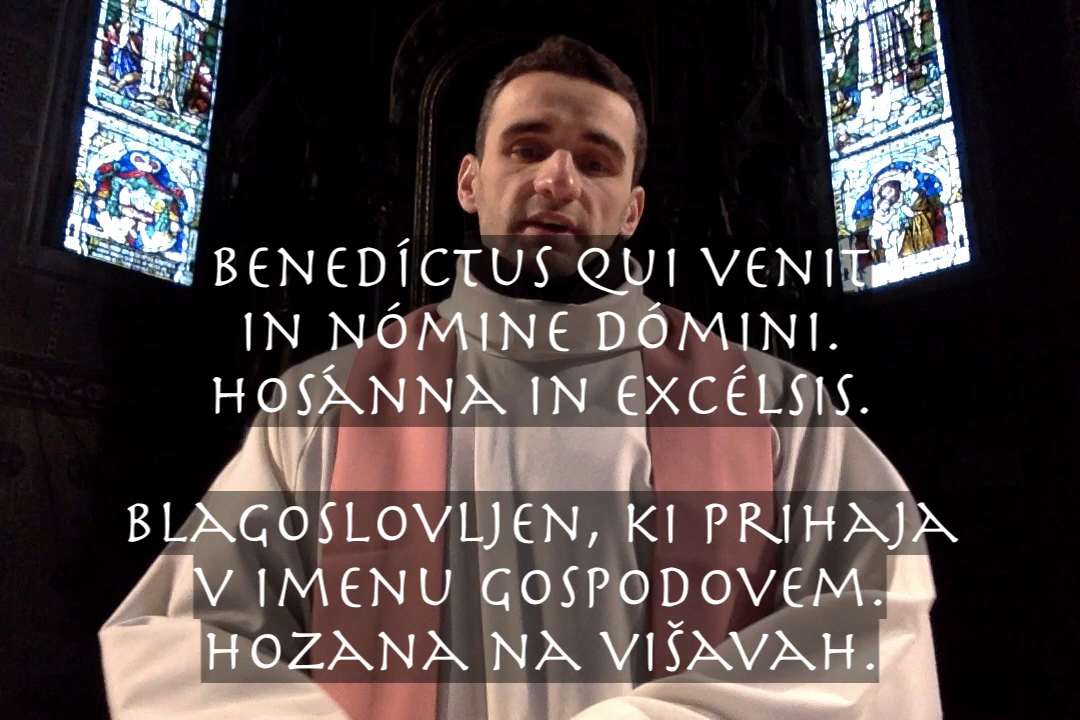 BENEDÍCTUS QUI VENIT
IN NÓMINE DÓMINI.
HOSÁNNA IN EXCÉLSIS.
BLAGOSLOVLJEN, KI PRIHAJA
V IMENU GOSPODOVEM.
HOZANA NA VIŠAVAH.